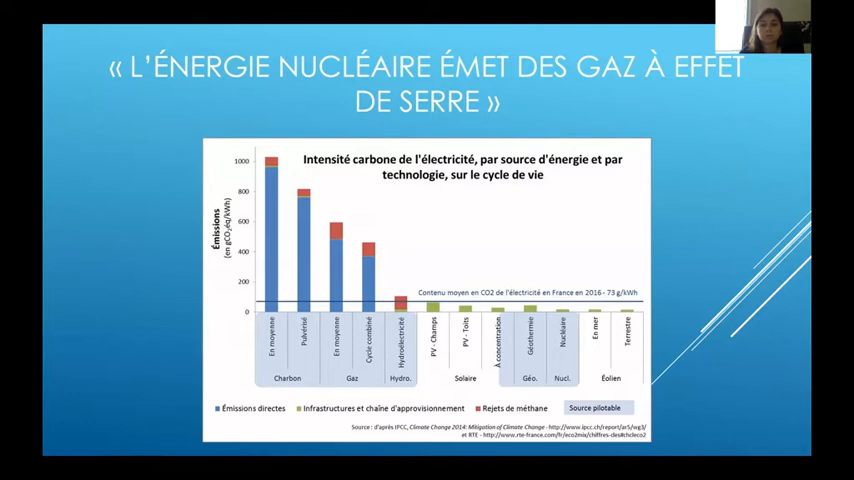 « L'ÉNERGIE NUCLÉAIRE ÉMET DES GAZ À EFFET
DE SERRE »
Intensité carbone de l'électricité, par source d'énergie et par
technologie, sur le cycle de vie
Émissions
(en gCO₂éq/kWh)
1000
800
600
400
200
0
Contenu moyen en CO2 de l'électricité en France en 2016 - 73 g/kWh
En moyenne
Pulvérisé
En moyenne
Cycle combiné
Hydroélectricité
PV - Champs
PV - Toits
À concentration
Géothermie
Nucléaire
En mer
Terrestre
Charbon
Gaz
Hydro.
Solaire
Géo.
Nucl.
Éolien
Émissions directes
Infrastructures et chaîne d'approvisionnement
Rejets de méthane
Source pilotable
Source : d'après IPCC, Climate Change 2014: Mitigation of Climate Change - http://www.ipcc.ch/report/ar5/wg3/
et RTE - http://www.rte-france.com/fr/eco2mix/chiffres-cles#chcleco2